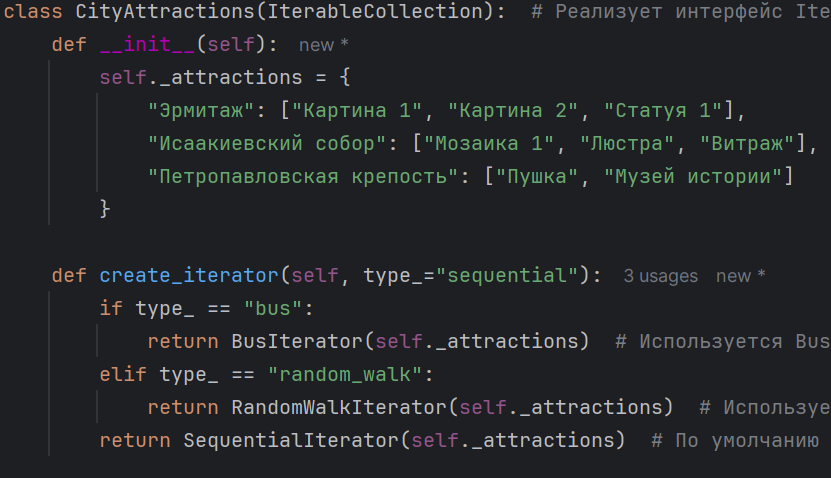 class CityAttractions(IterableCollection):  # Реализует интерфейс Ite
    def __init__(self):  new *
        self._attractions = {
            "Эрмитаж": ["Картина 1", "Картина 2", "Статуя 1"],
            "Исаакиевский собор": ["Мозаика 1", "Люстра", "Витраж"],
            "Петропавловская крепость": ["Пушка", "Музей истории"]
        }
    def create_iterator(self, type_="sequential"):  3 usages  new *
        if type_ == "bus":
            return BusIterator(self._attractions)  # Используется Bus
        elif type_ == "random_walk":
            return RandomWalkIterator(self._attractions)  # Используе
        return SequentialIterator(self._attractions)  # По умолчанию